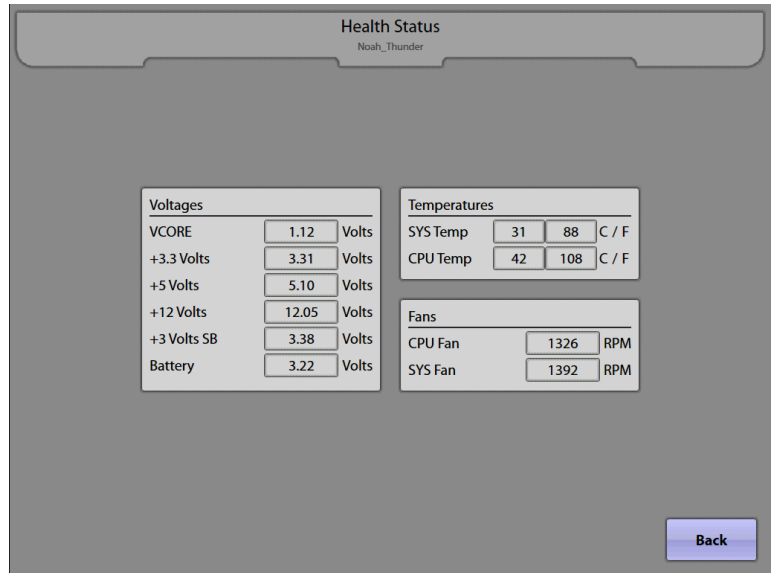 Health Status
Noah_Thunder
Voltages
VCORE 1.12 Volts
+3.3 Volts 3.31 Volts
+5 Volts 5.10 Volts
+12 Volts 12.05 Volts
+3 Volts SB 3.38 Volts
Battery 3.22 Volts
Temperatures
SYS Temp 31 88 C / F
CPU Temp 42 108 C / F
Fans
CPU Fan 1326 RPM
SYS Fan 1392 RPM
Back